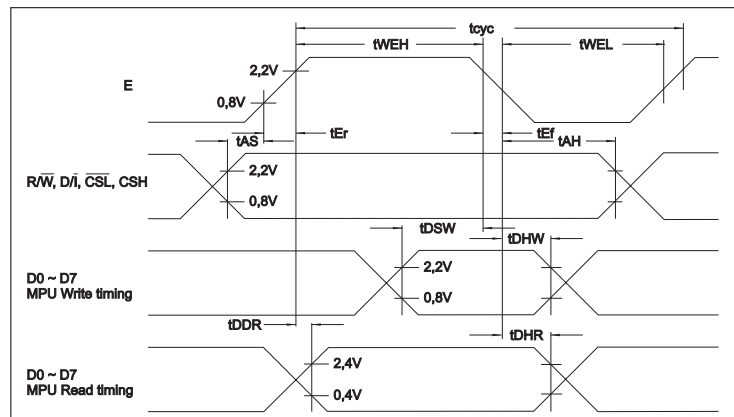 tcyc
tWEH
tWEL
E
2,2V
0,8V
tAS
tEr
tEf
tAH
R/W̅, D/I̅, C̅S̅L̅, CSH
2,2V
0,8V
tDSW
tDHW
D0 ~ D7
MPU Write timing
2,2V
0,8V
tDDR
tDHR
D0 ~ D7
MPU Read timing
2,4V
0,4V